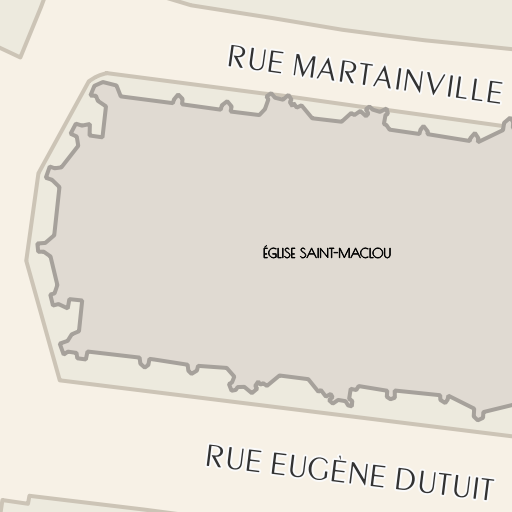 RUE MARTAINVILLE
ÉGLISE SAINT-MACLOU
RUE EUGÈNE DUTUIT